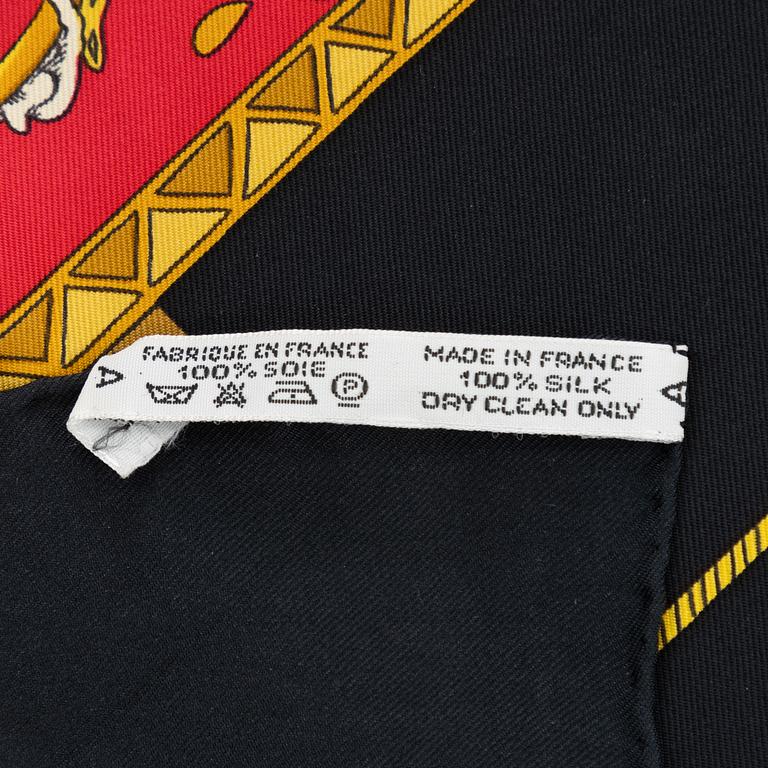 FABRIQUE EN FRANCE
100% SOIE
P
MADE IN FRANCE
100% SILK
DRY CLEAN ONLY
A
A